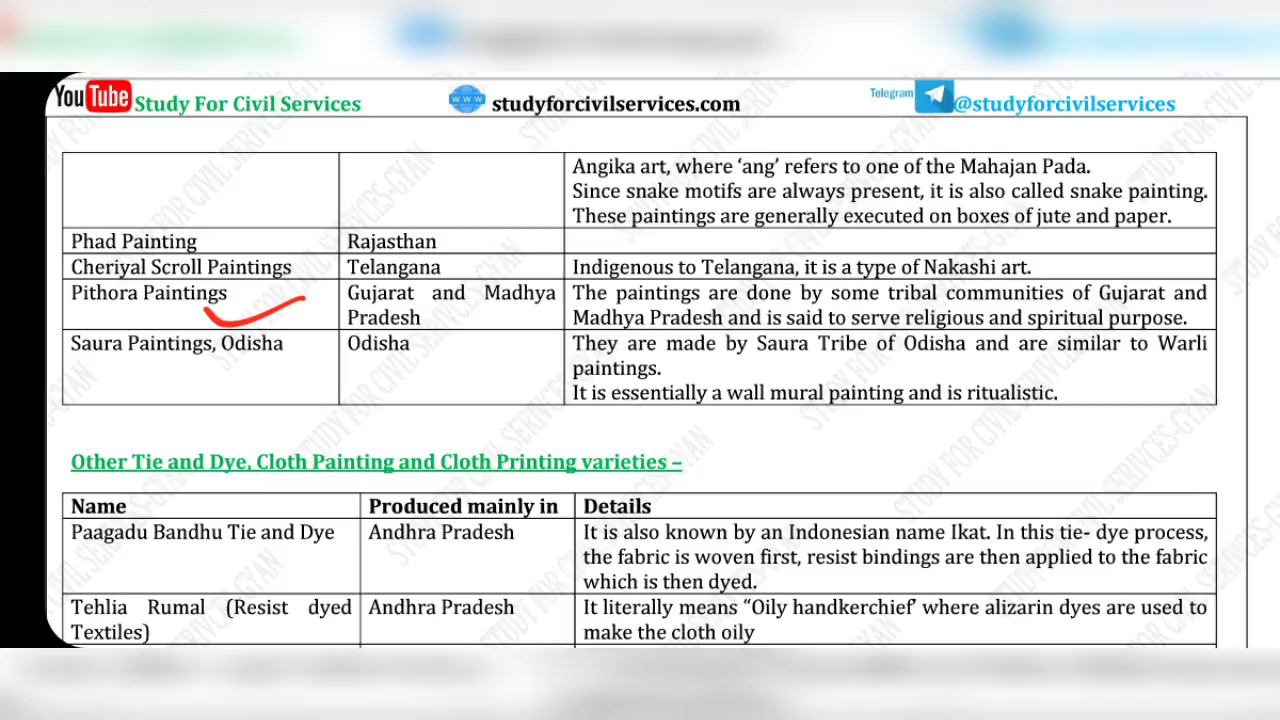 YouTube Study For Civil Services
www studyforcivilservices.com
Telegram @studyforcivilservices
Angika art, where ‘ang’ refers to one of the Mahajan Pada.
Since snake motifs are always present, it is also called snake painting.
These paintings are generally executed on boxes of jute and paper.
Phad Painting Rajasthan
Cheriyal Scroll Paintings Telangana Indigenous to Telangana, it is a type of Nakashi art.
Pithora Paintings Gujarat and Madhya The paintings are done by some tribal communities of Gujarat and
Pradesh Madhya Pradesh and is said to serve religious and spiritual purpose.
Saura Paintings, Odisha Odisha They are made by Saura Tribe of Odisha and are similar to Warli
paintings.
It is essentially a wall mural painting and is ritualistic.
Other Tie and Dye, Cloth Painting and Cloth Printing varieties –
Name Produced mainly in Details
Paagadu Bandhu Tie and Dye Andhra Pradesh It is also known by an Indonesian name Ikat. In this tie- dye process,
the fabric is woven first, resist bindings are then applied to the fabric
which is then dyed.
Tehlia Rumal (Resist dyed Andhra Pradesh It literally means “Oily handkerchief’ where alizarin dyes are used to
Textiles) make the cloth oily